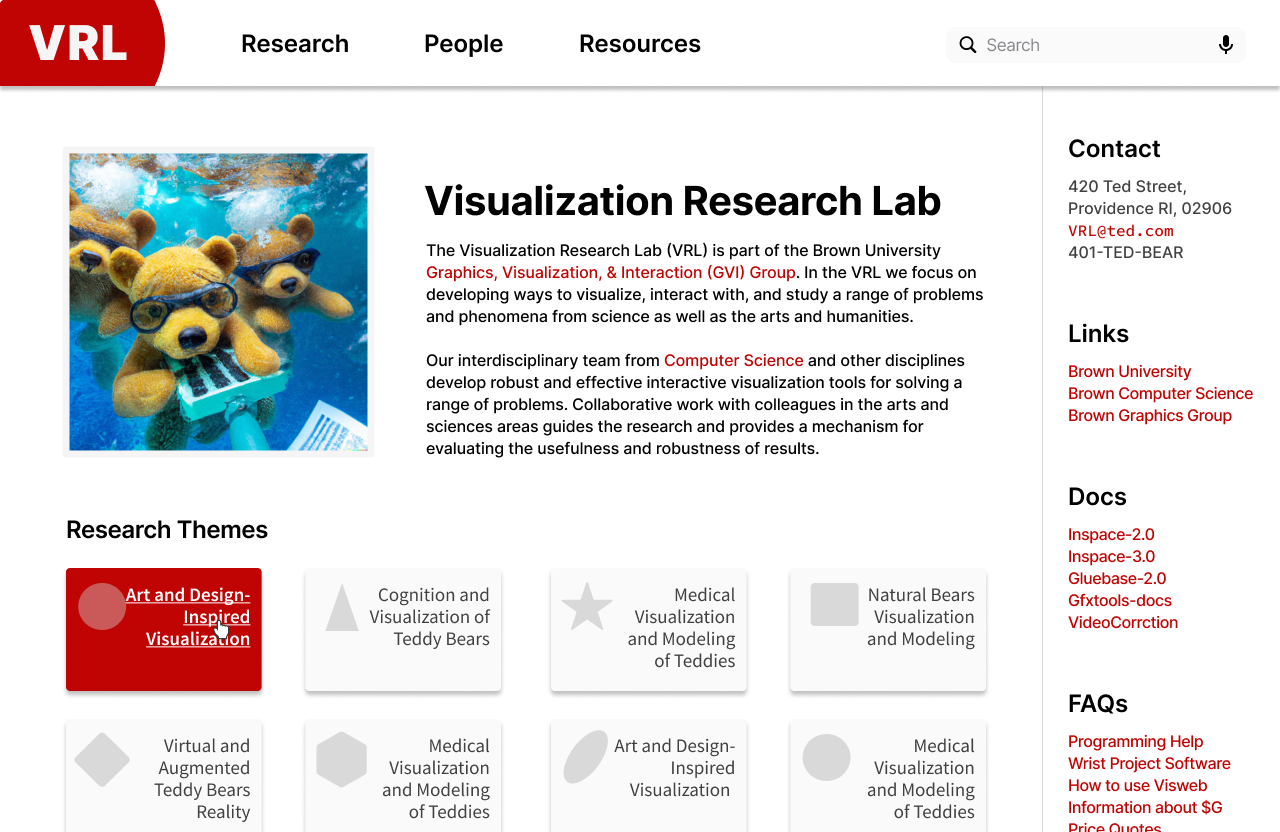 VRL
Research
People
Resources
Search
Visualization Research Lab
The Visualization Research Lab (VRL) is part of the Brown University
Graphics, Visualization, & Interaction (GVI) Group. In the VRL we focus on
developing ways to visualize, interact with, and study a range of problems
and phenomena from science as well as the arts and humanities.
Our interdisciplinary team from Computer Science and other disciplines
develop robust and effective interactive visualization tools for solving a
range of problems. Collaborative work with colleagues in the arts and
sciences areas guides the research and provides a mechanism for
evaluating the usefulness and robustness of results.
Research Themes
Art and Design-
Inspired
Visualization
Cognition and
Visualization of
Teddy Bears
Medical
Visualization
and Modeling
of Teddies
Natural Bears
Visualization
and Modeling
Virtual and
Augmented
Teddy Bears
Reality
Medical
Visualization
and Modeling
of Teddies
Art and Design-
Inspired
Visualization
Medical
Visualization
and Modeling
of Teddies
Contact
420 Ted Street,
Providence RI, 02906
VRL@ted.com
401-TED-BEAR
Links
Brown University
Brown Computer Science
Brown Graphics Group
Docs
Inspace-2.0
Inspace-3.0
Gluebase-2.0
Gfxtools-docs
VideoCorrction
FAQs
Programming Help
Wrist Project Software
How to use Visweb
Information about $G
Price Quotes